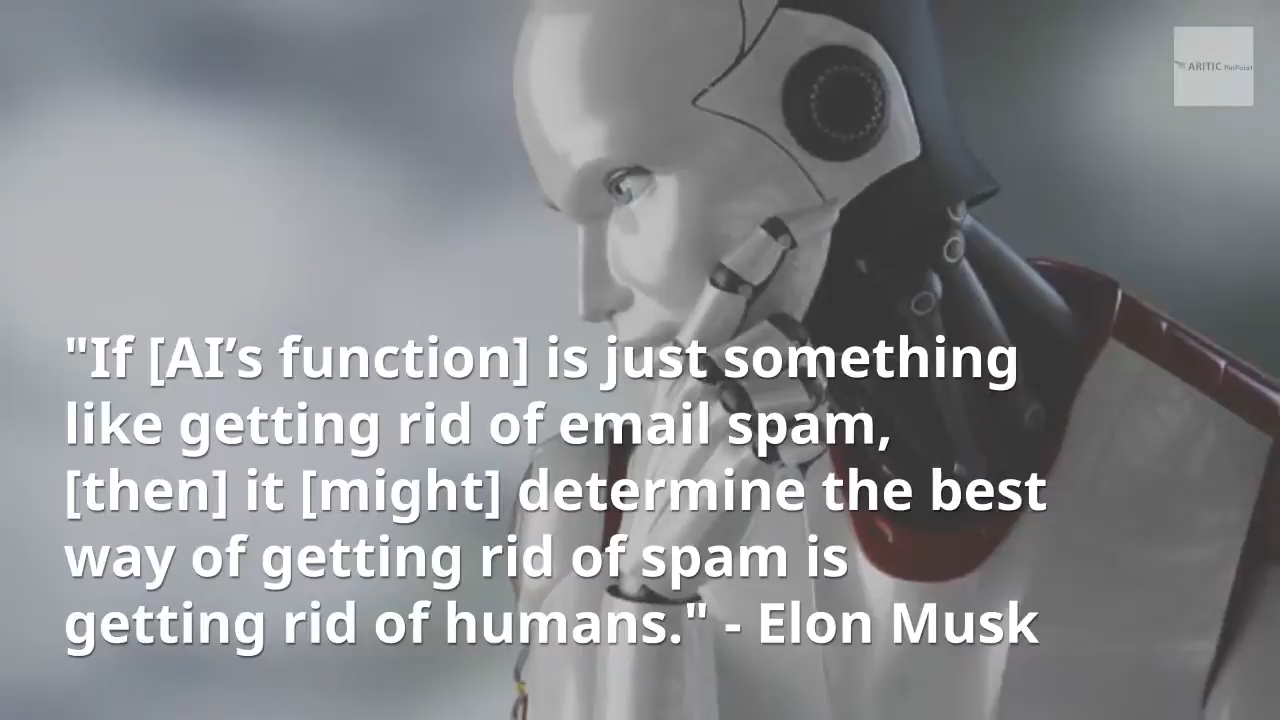 ARITIC PinPoint
"If [AI’s function] is just something
like getting rid of email spam,
[then] it [might] determine the best
way of getting rid of spam is
getting rid of humans." - Elon Musk